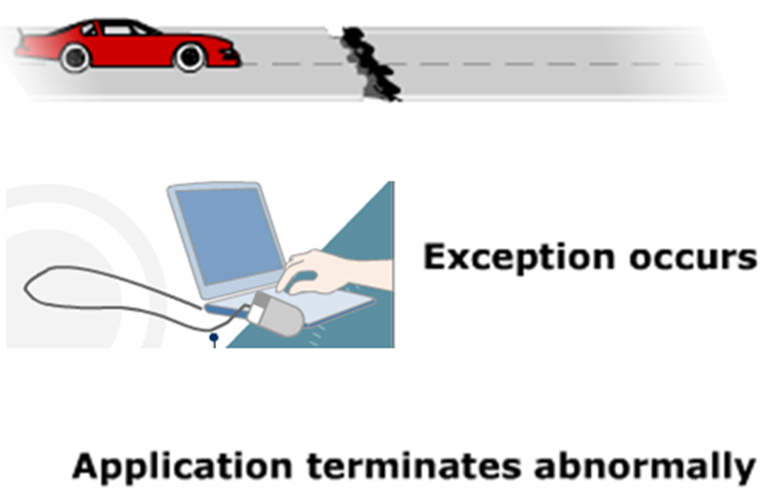 Exception occurs
Application terminates abnormally